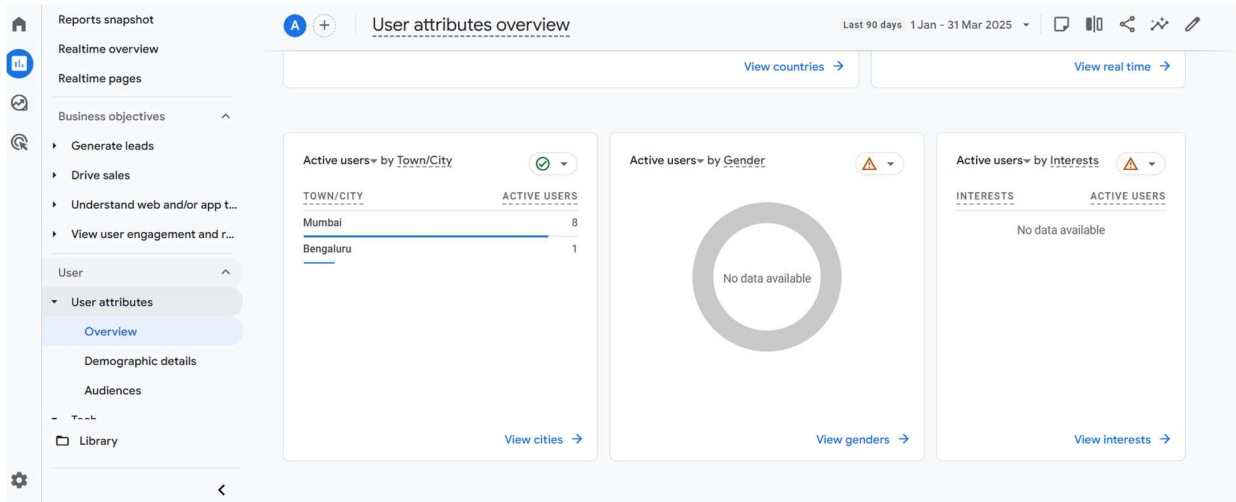 Reports snapshot
Realtime overview
Realtime pages
Business objectives
Generate leads
Drive sales
Understand web and/or app t...
View user engagement and r...
User
User attributes
Overview
Demographic details
Audiences
Tech
Library
A
User attributes overview
Last 90 days 1 Jan - 31 Mar 2025
View countries
View real time
Active users by Town/City
TOWN/CITY ACTIVE USERS
Mumbai 8
Bengaluru 1
View cities
Active users by Gender
No data available
View genders
Active users by Interests
INTERESTS ACTIVE USERS
No data available
View interests